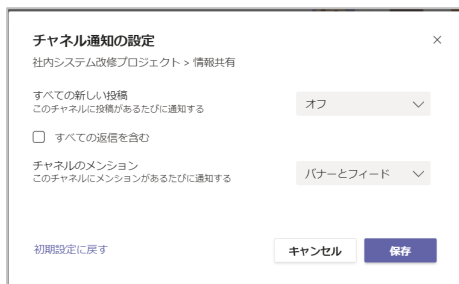 チャネル通知の設定
社内システム改修プロジェクト > 情報共有
すべての新しい投稿
このチャネルに投稿があるたびに通知する
オフ
すべての返信を含む
チャネルのメンション
このチャネルにメンションがあるたびに通知する
バナーとフィード
初期設定に戻す
キャンセル
保存